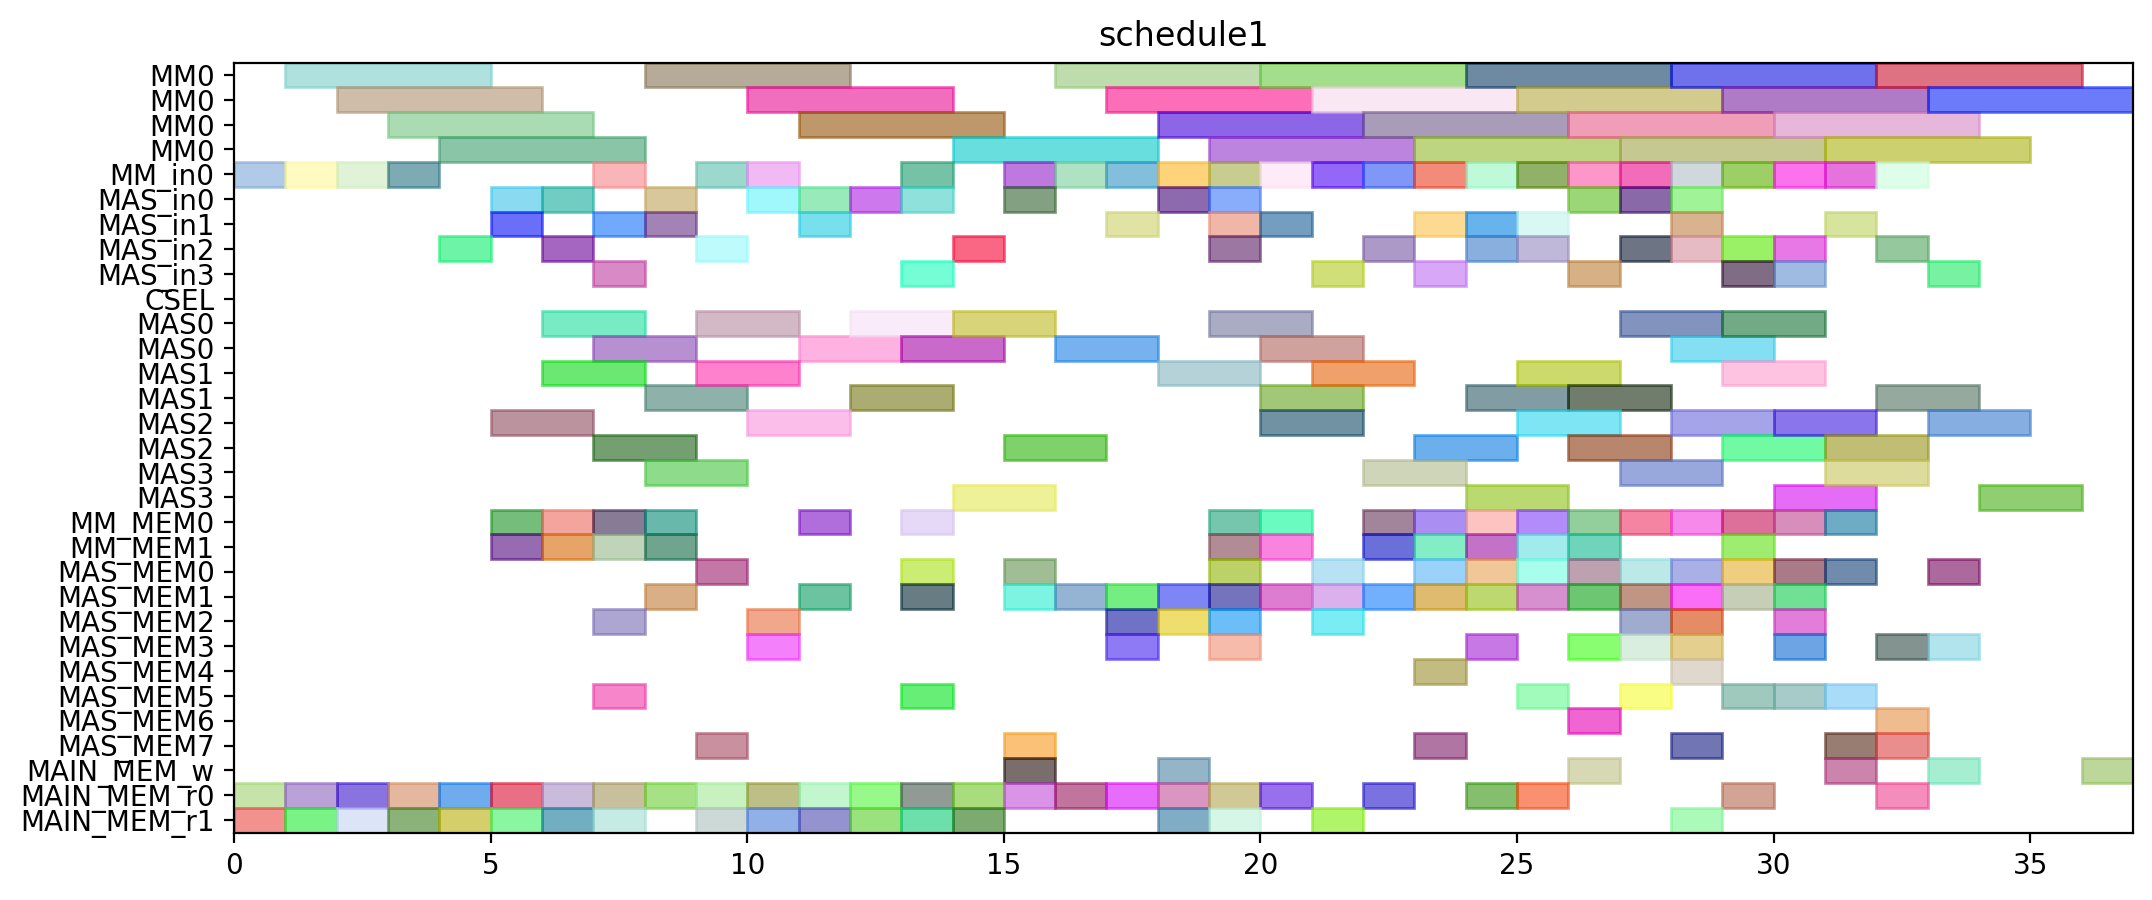 schedule1
MM0
MM0
MM0
MM0
MM_in0
MAS_in0
MAS_in1
MAS_in2
MAS_in3
CSEL
MAS0
MAS0
MAS1
MAS1
MAS2
MAS2
MAS3
MAS3
MM_MEM0
MM_MEM1
MAS_MEM0
MAS_MEM1
MAS_MEM2
MAS_MEM3
MAS_MEM4
MAS_MEM5
MAS_MEM6
MAS_MEM7
MAIN_MEM_w
MAIN_MEM_r0
MAIN_MEM_r1
0 5 10 15 20 25 30 35